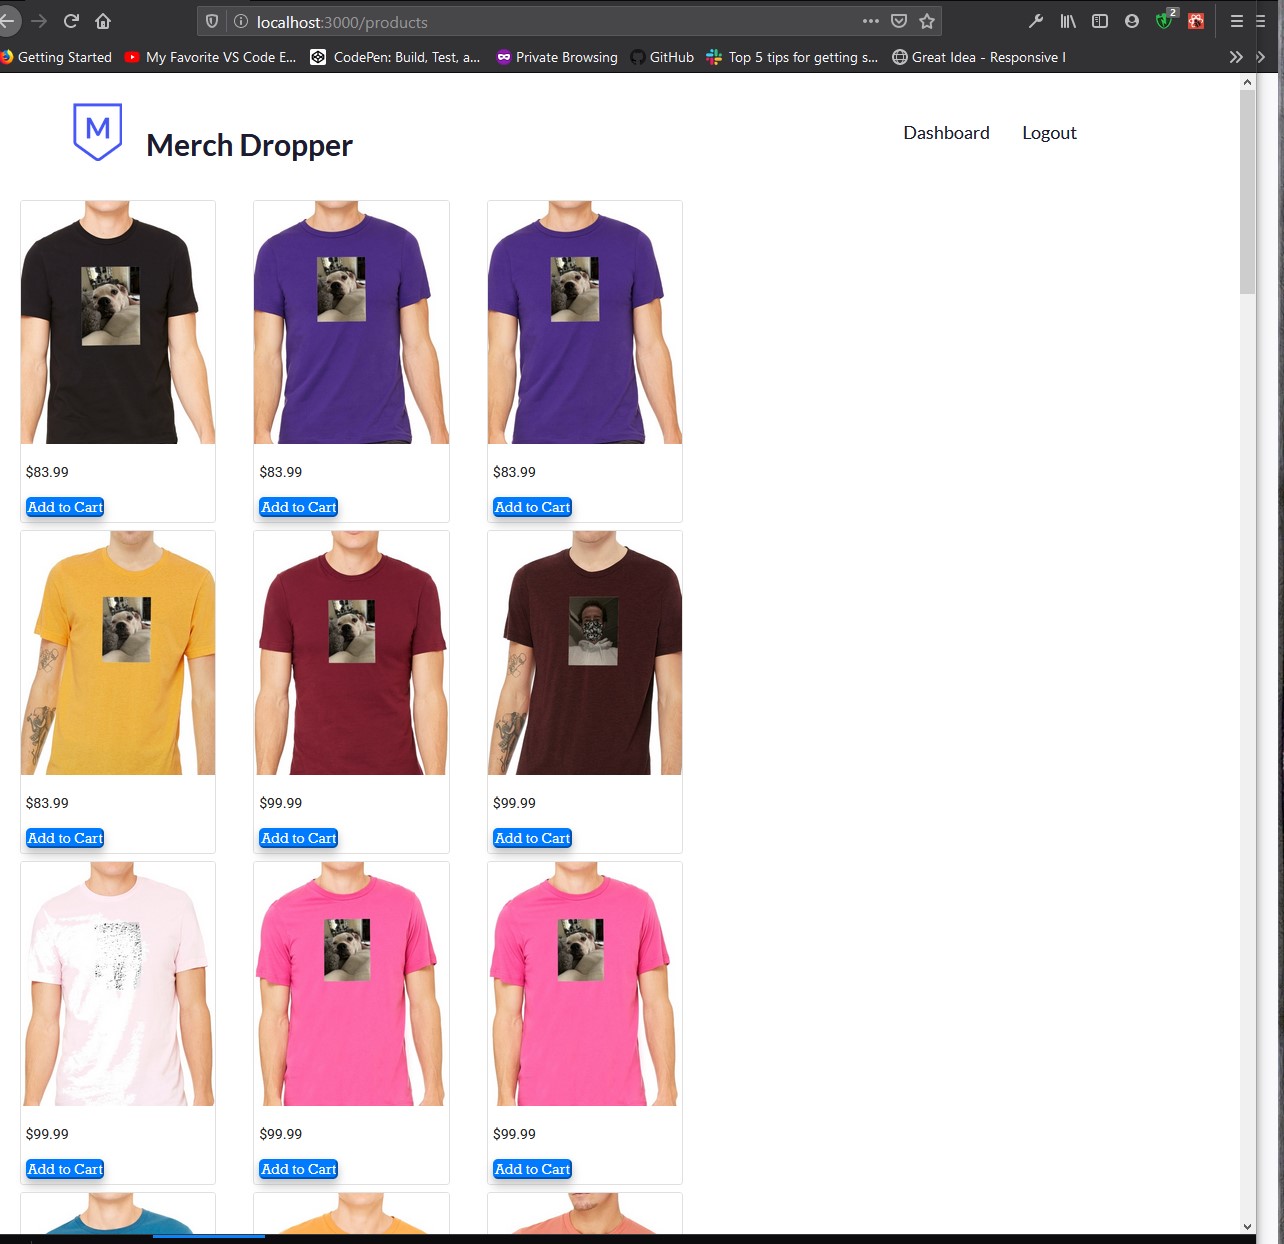 localhost:3000/products
2
Getting Started
My Favorite VS Code E...
CodePen: Build, Test, a...
Private Browsing
GitHub
Top 5 tips for getting s...
Great Idea - Responsive I
M
Merch Dropper
Dashboard
Logout
$83.99
$83.99
$83.99
Add to Cart
Add to Cart
Add to Cart
$83.99
$99.99
$99.99
Add to Cart
Add to Cart
Add to Cart
$99.99
$99.99
$99.99
Add to Cart
Add to Cart
Add to Cart